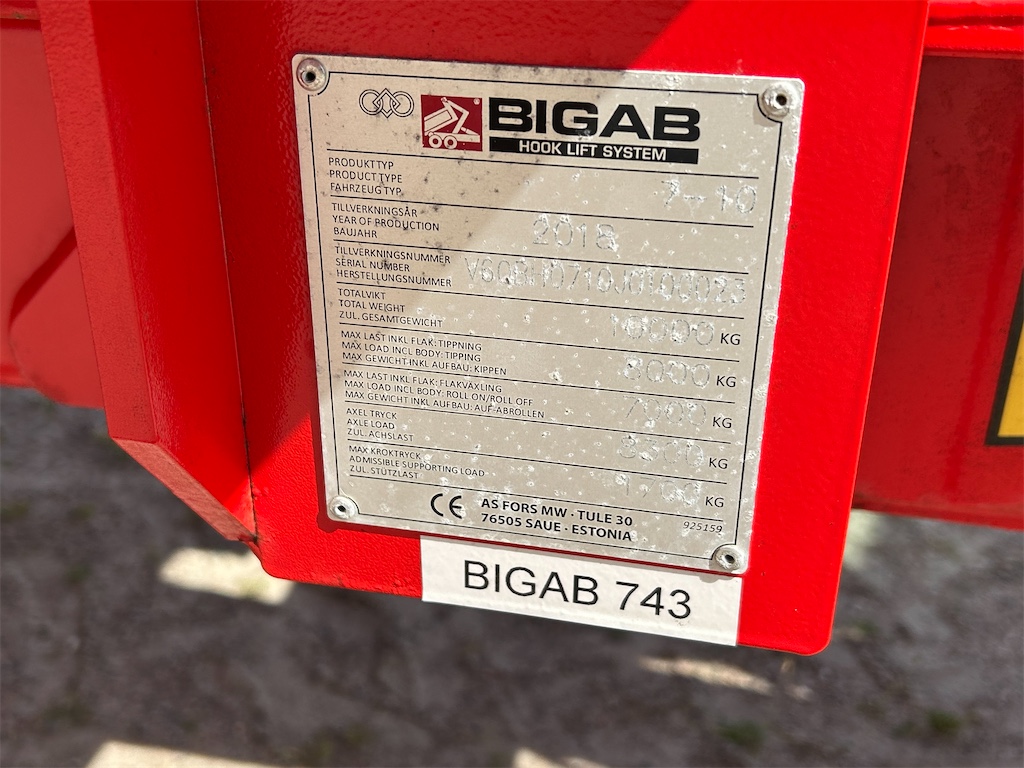 BIGAB
HOOK LIFT SYSTEM
PRODUKTTYP
PRODUCT TYPE
FAHRZEUG TYP
7-10
TILLVERKNINGSÅR
YEAR OF PRODUCTION
BAUJAHR
2018
TILLVERKNINGSNUMMER
SERIAL NUMBER
HERSTELLUNGSNUMMER
TOTALVIKT
TOTAL WEIGHT
ZUL. GESAMTGEWICHT
10000 KG
MAX LAST INKL FLAK: TIPPNING
MAX LOAD INCL BODY: TIPPING
MAX GEWICHT INKL AUFBAU: KIPPEN
8000 KG
MAX LAST INKL FLAK: FLAKVÄXLING
MAX LOAD INCL BODY: ROLL ON/ROLL OFF
MAX GEWICHT INKL AUFBAU: AUF-ABROLLEN
7000 KG
AXEL TRYCK
AXLE LOAD
ZUL. ACHSLAST
8300 KG
MAX KROKTRYCK
ADMISSIBLE SUPPORTING LOAD
ZUL. STÜTZLAST
1700 KG
CE
AS FORS MW · TULE 30
76505 SAUE · ESTONIA
925159
BIGAB 743